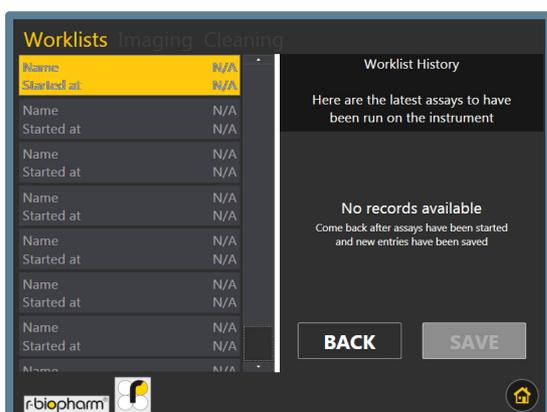 Worklists Imaging Cleaning
Name N/A
Started at N/A
Name N/A
Started at N/A
Name N/A
Started at N/A
Name N/A
Started at N/A
Name N/A
Started at N/A
Name N/A
Started at N/A
Name N/A
Started at N/A
Name N/A
Worklist History
Here are the latest assays to have
been run on the instrument
No records available
Come back after assays have been started
and new entries have been saved
BACK SAVE
r-biopharm®